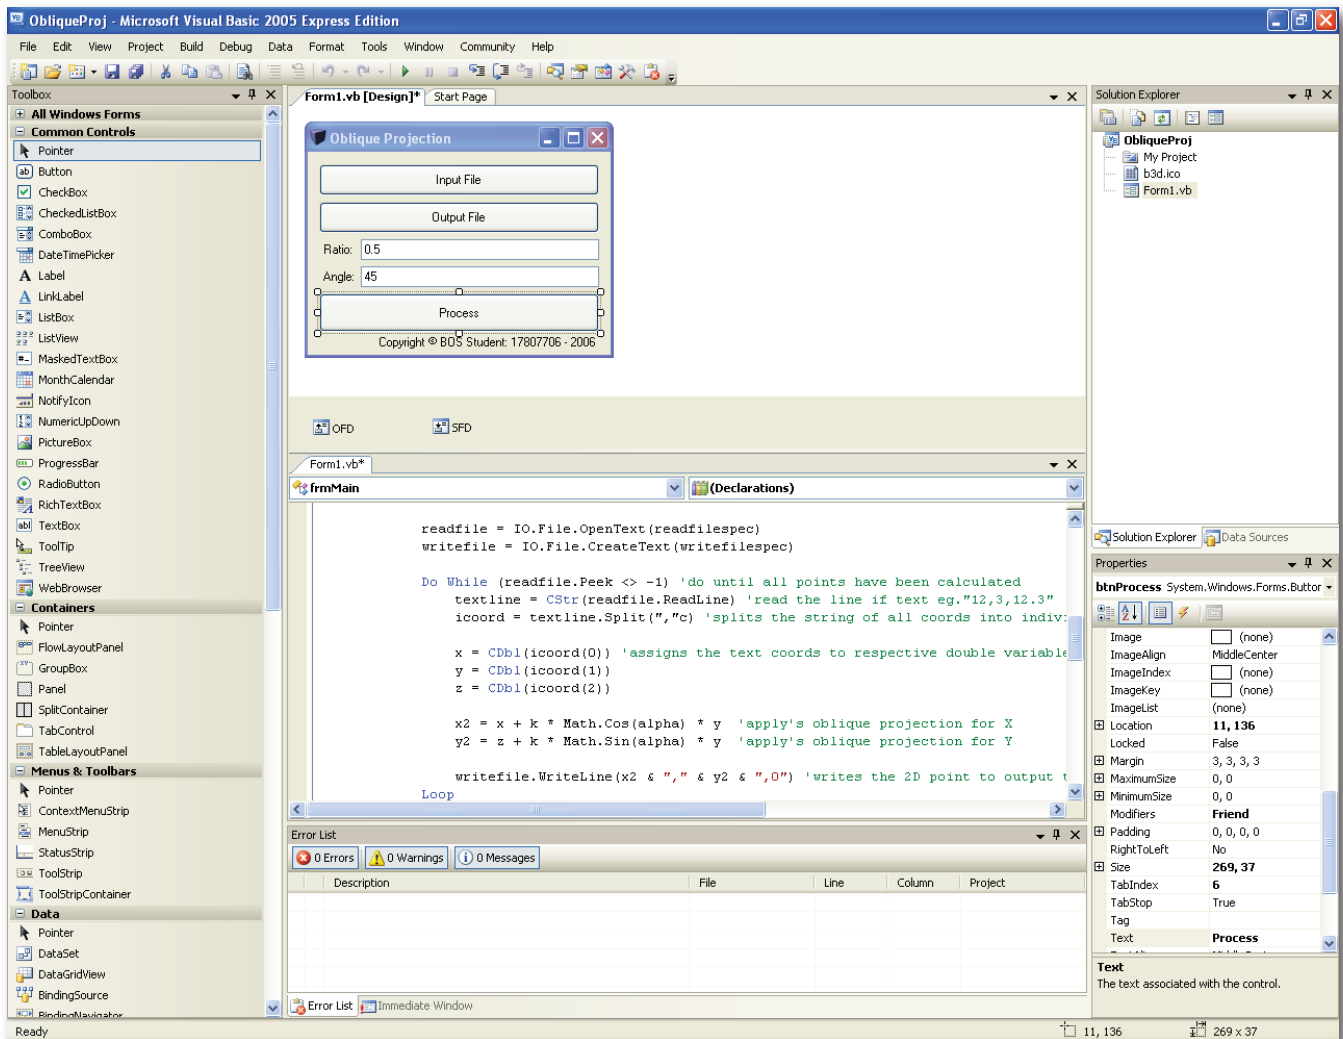 ObliqueProj - Microsoft Visual Basic 2005 Express Edition
File Edit View Project Build Debug Data Format Tools Window Community Help
Toolbox
All Windows Forms
Common Controls
Pointer
Button
CheckBox
CheckedListBox
ComboBox
DateTimePicker
Label
LinkLabel
ListBox
ListView
MaskedTextBox
MonthCalendar
NotifyIcon
NumericUpDown
PictureBox
ProgressBar
RadioButton
RichTextBox
TextBox
ToolTip
TreeView
WebBrowser
Containers
Pointer
FlowLayoutPanel
GroupBox
Panel
SplitContainer
TabControl
TableLayoutPanel
Menus & Toolbars
Pointer
ContextMenuStrip
MenuStrip
StatusStrip
ToolStrip
ToolStripContainer
Data
Pointer
DataSet
DataGridView
BindingSource
BindingNavigator
Form1.vb [Design]* Start Page
Oblique Projection
Input File
Output File
Ratio: 0.5
Angle: 45
Process
Copyright © BOS Student: 17807706 - 2006
OFD SFD
Form1.vb*
frmMain (Declarations)
readfile = IO.File.OpenText(readfilespec)
writefile = IO.File.CreateText(writefilespec)
Do While (readfile.Peek <> -1) 'do until all points have been calculated
textline = CStr(readfile.ReadLine) 'read the line if text eg."12,3,12.3"
icoord = textline.Split(","c) 'splits the string of all coords into indiv
x = CDbl(icoord(0)) 'assigns the text coords to respective double variable
y = CDbl(icoord(1))
z = CDbl(icoord(2))
x2 = x + k * Math.Cos(alpha) * y 'apply's oblique projection for X
y2 = z + k * Math.Sin(alpha) * y 'apply's oblique projection for Y
writefile.WriteLine(x2 & "," & y2 & ",0") 'writes the 2D point to output t
Loop
Error List
0 Errors 0 Warnings 0 Messages
Description File Line Column Project
Error List Immediate Window
Solution Explorer
ObliqueProj
My Project
b3d.ico
Form1.vb
Solution Explorer Data Sources
Properties
btnProcess System.Windows.Forms.Buttor
Image (none)
ImageAlign MiddleCenter
ImageIndex (none)
ImageKey (none)
ImageList (none)
Location 11, 136
Locked False
Margin 3, 3, 3, 3
MaximumSize 0, 0
MinimumSize 0, 0
Modifiers Friend
Padding 0, 0, 0, 0
RightToLeft No
Size 269, 37
TabIndex 6
TabStop True
Tag
Text Process
Text
The text associated with the control.
Ready 11, 136 269 x 37